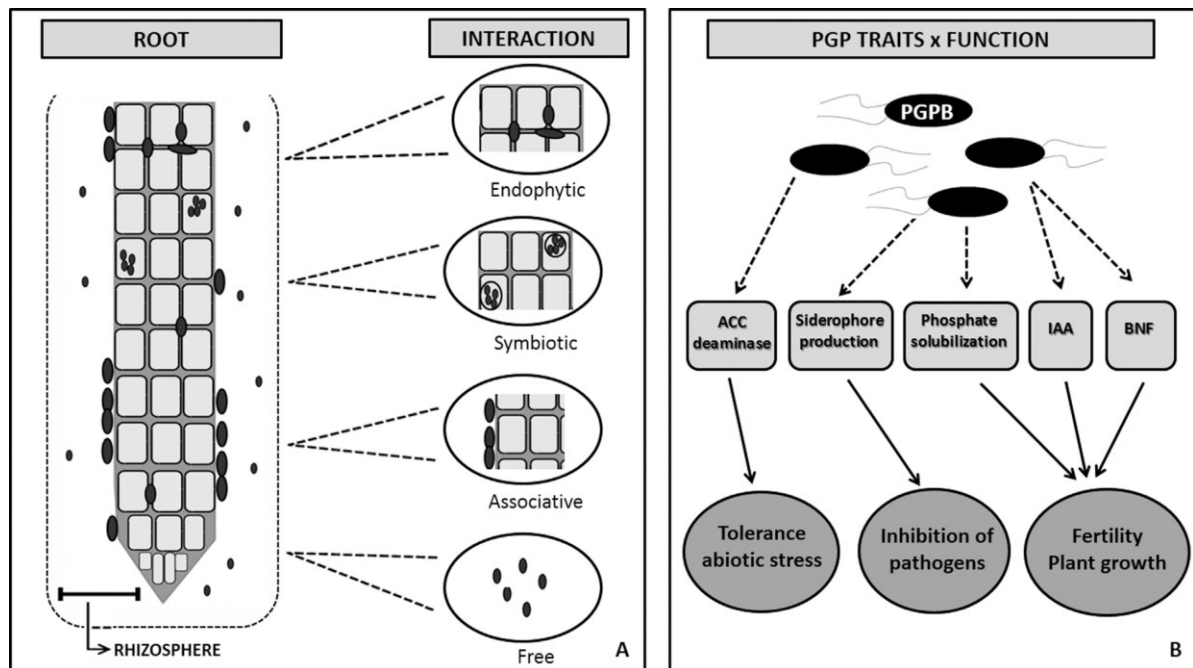 ROOT
INTERACTION
Endophytic
Symbiotic
Associative
Free
RHIZOSPHERE
A
PGP TRAITS x FUNCTION
PGPB
ACC
deaminase
Siderophore
production
Phosphate
solubilization
IAA
BNF
Tolerance
abiotic stress
Inhibition of
pathogens
Fertility
Plant growth
B